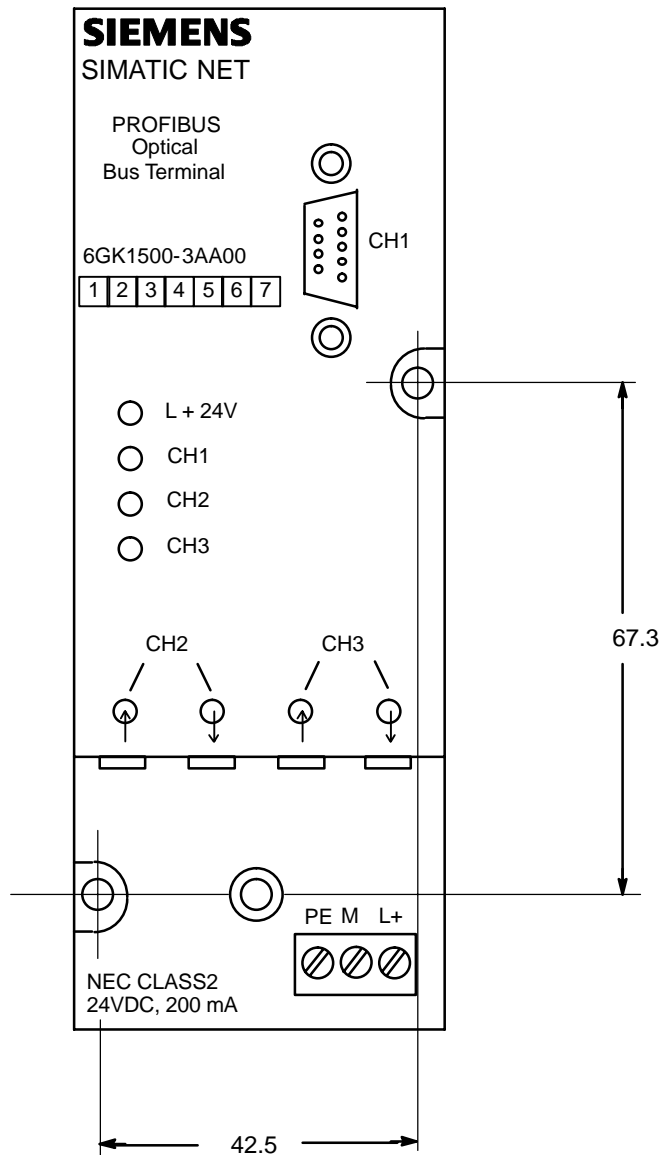 SIEMENS
SIMATIC NET
PROFIBUS
Optical
Bus Terminal
CH1
6GK1500-3AA00
1 2 3 4 5 6 7
L + 24V
CH1
CH2
CH3
CH2 CH3
67.3
PE M L+
NEC CLASS2
24VDC, 200 mA
42.5